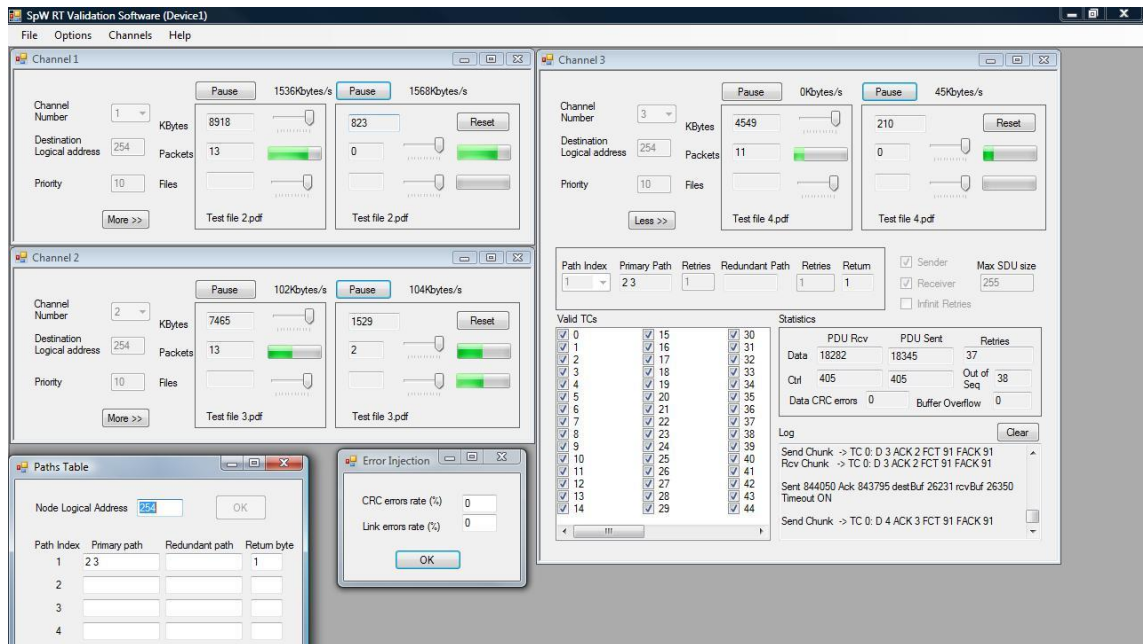 SpW RT Validation Software (Device1)
File Options Channels Help
Channel 1
Pause 1536Kbytes/s Pause 1568Kbytes/s
Channel Number 1 KBytes 8918 823 Reset
Destination Logical address 254 Packets 13 0
Priority 10 Files
More >> Test file 2.pdf Test file 2.pdf
Channel 2
Pause 102Kbytes/s Pause 104Kbytes/s
Channel Number 2 KBytes 7465 1529 Reset
Destination Logical address 254 Packets 13 2
Priority 10 Files
More >> Test file 3.pdf Test file 3.pdf
Paths Table
Node Logical Address 254 OK
Path Index Primary path Redundant path Return byte
1 2 3 1
2
3
4
Error Injection
CRC errors rate (%) 0
Link errors rate (%) 0
OK
Channel 3
Pause 0Kbytes/s Pause 45Kbytes/s
Channel Number 3 KBytes 4549 210 Reset
Destination Logical address 254 Packets 11 0
Priority 10 Files
Less >> Test file 4.pdf Test file 4.pdf
Path Index Primary Path Retries Redundant Path Retries Return
1 2 3 1 1 1
Sender Max SDU size
Receiver 255
Infinit Retries
Valid TCs
0 15 30
1 16 31
2 17 32
3 18 33
4 19 34
5 20 35
6 21 36
7 22 37
8 23 38
9 24 39
10 25 40
11 26 41
12 27 42
13 28 43
14 29 44
Statistics
PDU Rcv PDU Sent Retries
Data 18282 18345 37
Ctrl 405 405 Out of Seq 38
Data CRC errors 0 Buffer Overflow 0
Log Clear
Send Chunk -> TC 0: D 3 ACK 2 FCT 91 FACK 91
Rcv Chunk -> TC 0: D 3 ACK 2 FCT 91 FACK 91
Sent 844050 Ack 843795 destBuf 26231 rcvBuf 26350
Timeout ON
Send Chunk -> TC 0: D 4 ACK 3 FCT 91 FACK 91